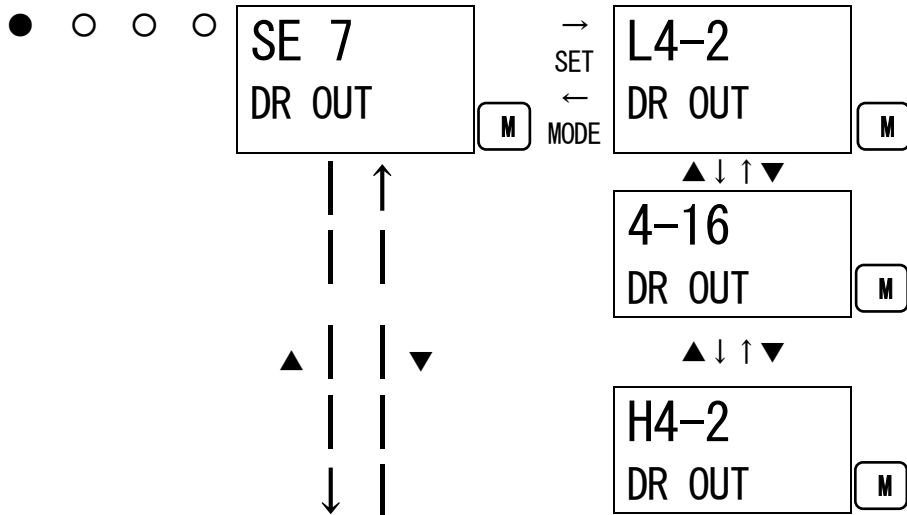 ● ○ ○ ○
SE 7
DR OUT
M
→
SET
←
MODE
L4-2
DR OUT
M
▲↓↑▼
4-16
DR OUT
M
▲↓↑▼
▲
▼
H4-2
DR OUT
M